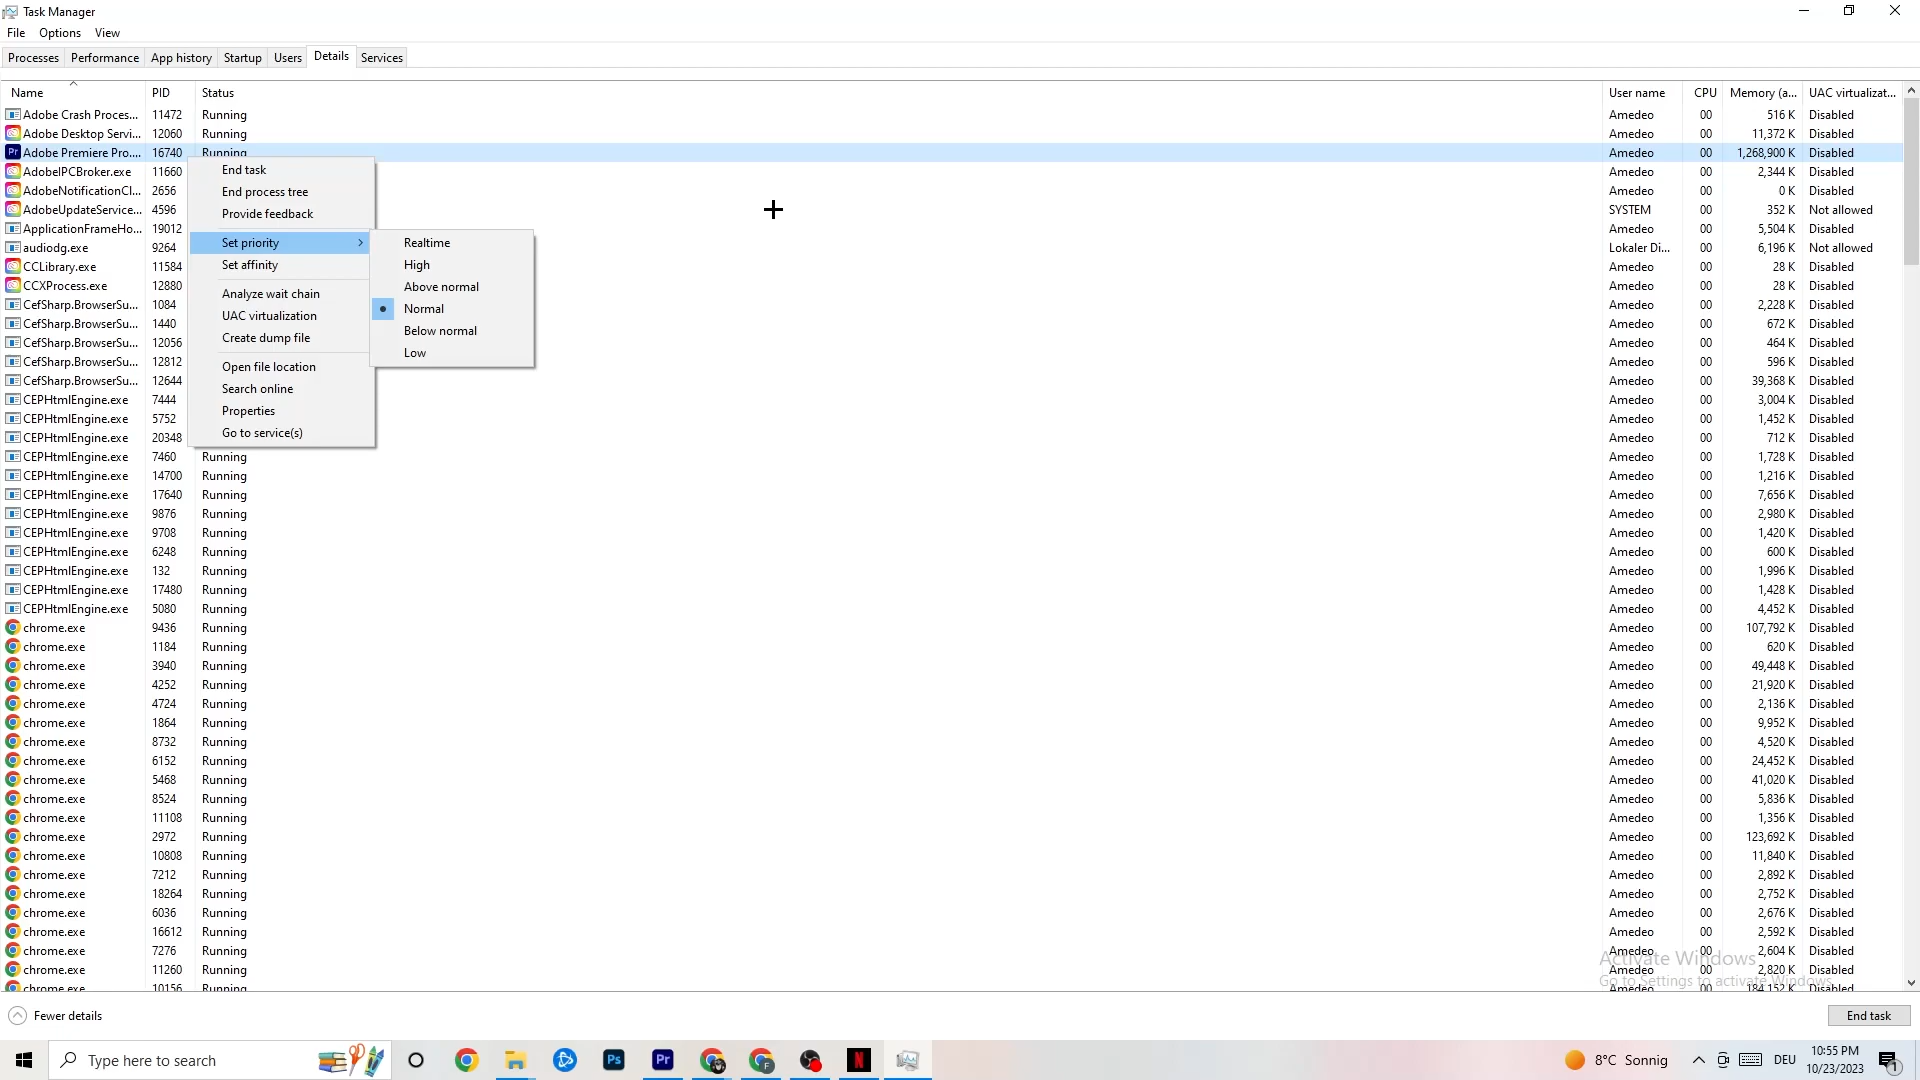 Task Manager
File Options View
Processes Performance App history Startup Users Details Services
Name PID Status User name CPU Memory (a... UAC virtualizat...
Adobe Crash Proces... 11472 Running Amedeo 00 516 K Disabled
Adobe Desktop Servi... 12060 Running Amedeo 00 11,372 K Disabled
Pr Adobe Premiere Pro.... 16740 Running Amedeo 00 1,268,900 K Disabled
AdobeIPCBroker.exe 11660 Amedeo 00 2,344 K Disabled
AdobeNotificationCl... 2656 Amedeo 00 0 K Disabled
AdobeUpdateService... 4596 SYSTEM 00 352 K Not allowed
ApplicationFrameHo... 19012 Amedeo 00 5,504 K Disabled
audiodg.exe 9264 Lokaler Di... 00 6,196 K Not allowed
CCLibrary.exe 11584 Amedeo 00 28 K Disabled
CCXProcess.exe 12880 Amedeo 00 28 K Disabled
CefSharp.BrowserSu... 1084 Amedeo 00 2,228 K Disabled
CefSharp.BrowserSu... 1440 Amedeo 00 672 K Disabled
CefSharp.BrowserSu... 12056 Amedeo 00 464 K Disabled
CefSharp.BrowserSu... 12812 Amedeo 00 596 K Disabled
CefSharp.BrowserSu... 12644 Amedeo 00 39,368 K Disabled
CEPHtmlEngine.exe 7444 Amedeo 00 3,004 K Disabled
CEPHtmlEngine.exe 5752 Amedeo 00 1,452 K Disabled
CEPHtmlEngine.exe 20348 Amedeo 00 712 K Disabled
CEPHtmlEngine.exe 7460 Running Amedeo 00 1,728 K Disabled
CEPHtmlEngine.exe 14700 Running Amedeo 00 1,216 K Disabled
CEPHtmlEngine.exe 17640 Running Amedeo 00 7,656 K Disabled
CEPHtmlEngine.exe 9876 Running Amedeo 00 2,980 K Disabled
CEPHtmlEngine.exe 9708 Running Amedeo 00 1,420 K Disabled
CEPHtmlEngine.exe 6248 Running Amedeo 00 600 K Disabled
CEPHtmlEngine.exe 132 Running Amedeo 00 1,996 K Disabled
CEPHtmlEngine.exe 17480 Running Amedeo 00 1,428 K Disabled
CEPHtmlEngine.exe 5080 Running Amedeo 00 4,452 K Disabled
chrome.exe 9436 Running Amedeo 00 107,792 K Disabled
chrome.exe 1184 Running Amedeo 00 620 K Disabled
chrome.exe 3940 Running Amedeo 00 49,448 K Disabled
chrome.exe 4252 Running Amedeo 00 21,920 K Disabled
chrome.exe 4724 Running Amedeo 00 2,136 K Disabled
chrome.exe 1864 Running Amedeo 00 9,952 K Disabled
chrome.exe 8732 Running Amedeo 00 4,520 K Disabled
chrome.exe 6152 Running Amedeo 00 24,452 K Disabled
chrome.exe 5468 Running Amedeo 00 41,020 K Disabled
chrome.exe 8524 Running Amedeo 00 5,836 K Disabled
chrome.exe 11108 Running Amedeo 00 1,356 K Disabled
chrome.exe 2972 Running Amedeo 00 123,692 K Disabled
chrome.exe 10808 Running Amedeo 00 11,840 K Disabled
chrome.exe 7212 Running Amedeo 00 2,892 K Disabled
chrome.exe 18264 Running Amedeo 00 2,752 K Disabled
chrome.exe 6036 Running Amedeo 00 2,676 K Disabled
chrome.exe 16612 Running Amedeo 00 2,592 K Disabled
chrome.exe 7276 Running Amedeo 00 2,604 K Disabled
chrome.exe 11260 Running Amedeo 00 2,820 K Disabled
chrome.exe 10156 Running Amedeo 00 184,152 K Disabled
End task
End process tree
Provide feedback
Set priority
Set affinity
Analyze wait chain
UAC virtualization
Create dump file
Open file location
Search online
Properties
Go to service(s)
Realtime
High
Above normal
Normal
Below normal
Low
Activate Windows
Go to Settings to activate Windows.
Fewer details End task
Type here to search Ps Pr F N 8°C Sonnig DEU 10:55 PM
10/23/2023 1